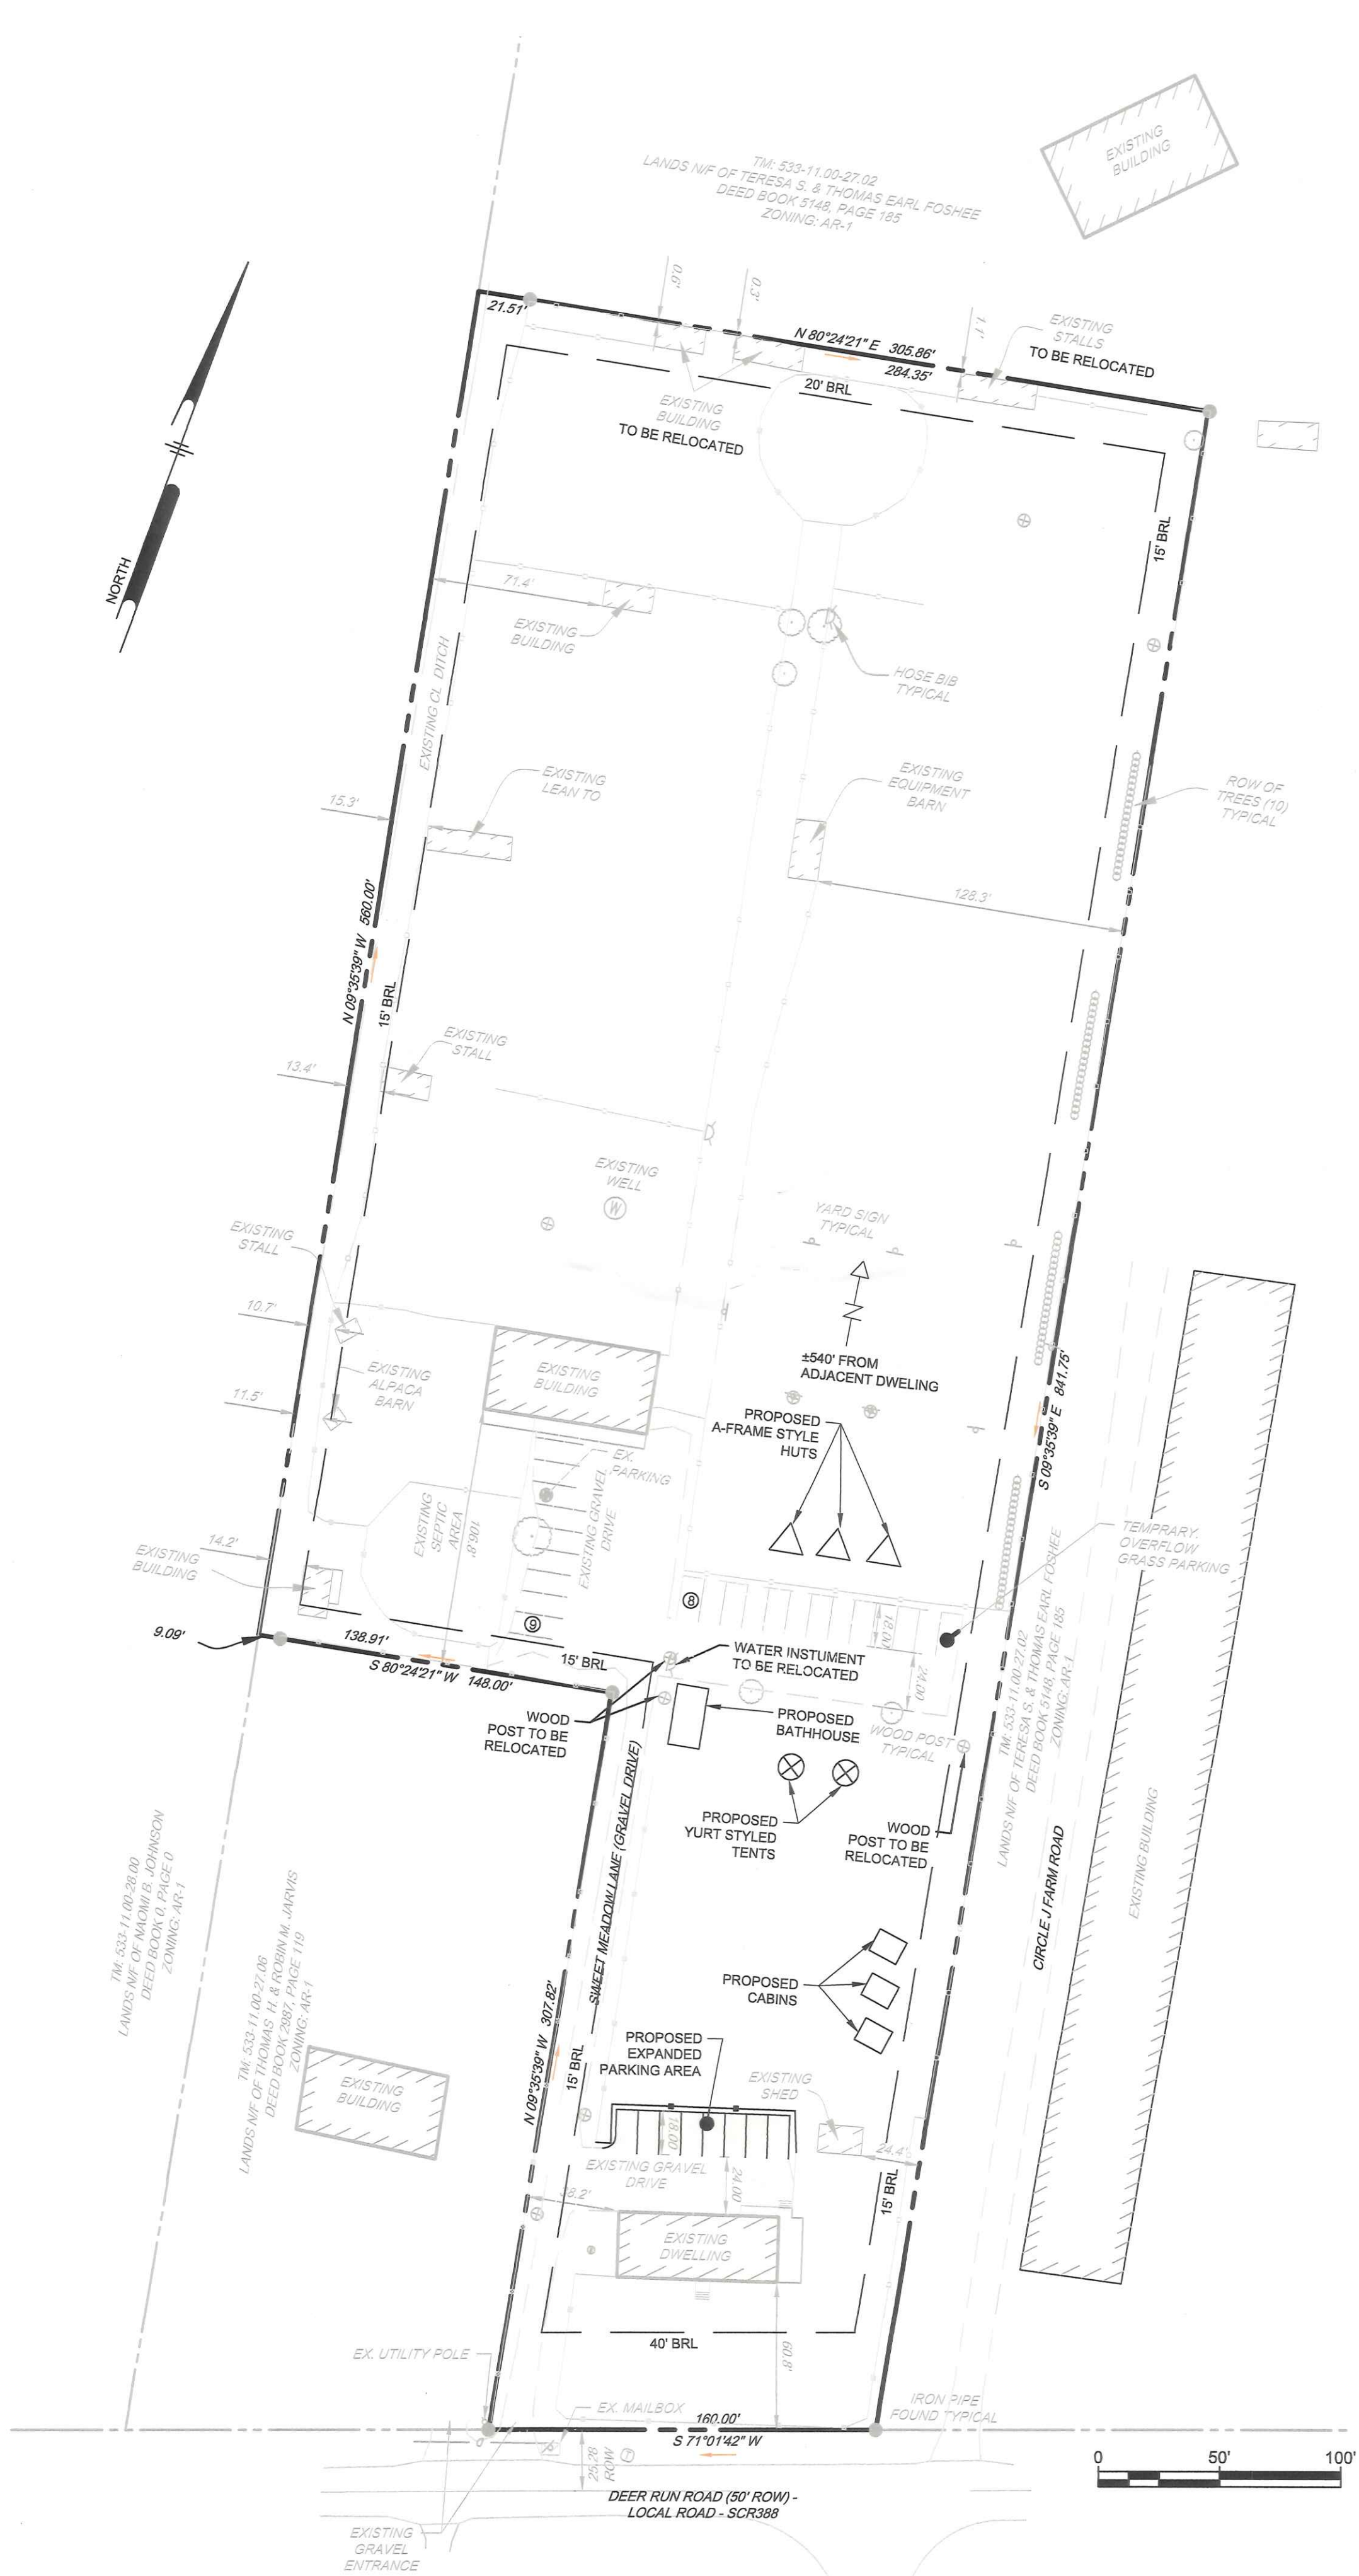 TM: 533-11.00-27.02
LANDS N/F OF TERESA S. & THOMAS EARL FOSHEE
DEED BOOK 5148, PAGE 185
ZONING: AR-1
EXISTING
BUILDING
NORTH
21.51'
0.6'
0.3'
N 80°24'21" E 305.86'
284.35'
1.1'
EXISTING
STALLS
TO BE RELOCATED
20' BRL
EXISTING
BUILDING
TO BE RELOCATED
15' BRL
71.4'
EXISTING
BUILDING
EXISTING CL DITCH
HOSE BIB
TYPICAL
EXISTING
LEAN TO
EXISTING
EQUIPMENT
BARN
ROW OF
TREES (10)
TYPICAL
15.3'
128.3'
N 09°35'39" W 560.00'
15' BRL
EXISTING
STALL
13.4'
EXISTING
WELL
W
YARD SIGN
TYPICAL
EXISTING
STALL
10.7'
±540' FROM
ADJACENT DWELING
EXISTING
BUILDING
EXISTING
ALPACA
BARN
11.5'
S 09°35'39" E 841.75'
PROPOSED
A-FRAME STYLE
HUTS
EX.
PARKING
EXISTING
SEPTIC
AREA
106.8'
EXISTING GRAVEL
DRIVE
TEMPRARY.
OVERFLOW
GRASS PARKING
14.2'
EXISTING
BUILDING
8
9
18.00
24.00
9.09'
138.91'
S 80°24'21" W 148.00'
15' BRL
WATER INSTUMENT
TO BE RELOCATED
WOOD
POST TO BE
RELOCATED
PROPOSED
BATHHOUSE
WOOD POST
TYPICAL
TM: 533-11.00-27.02
LANDS N/F OF TERESA S. & THOMAS EARL FOSHEE
DEED BOOK 5148, PAGE 185
ZONING: AR-1
PROPOSED
YURT STYLED
TENTS
WOOD
POST TO BE
RELOCATED
SWEET MEADOW LANE (GRAVEL DRIVE)
CIRCLE J FARM ROAD
EXISTING BUILDING
TM: 533-11.00-28.00
LANDS N/F OF NAOMI B. JOHNSON
DEED BOOK 0, PAGE 0
ZONING: AR-1
TM: 533-11.00-27.06
LANDS N/F OF THOMAS H. & ROBIN M. JARVIS
DEED BOOK 2987, PAGE 119
ZONING: AR-1
PROPOSED
CABINS
N 09°35'39" W 307.82'
15' BRL
PROPOSED
EXPANDED
PARKING AREA
EXISTING
SHED
EXISTING
BUILDING
18.00
24.4'
EXISTING GRAVEL
DRIVE
24.00
15' BRL
EXISTING
DWELLING
40' BRL
60.8'
EX. UTILITY POLE
EX. MAILBOX
IRON PIPE
FOUND TYPICAL
160.00'
S 71°01'42" W
25.28
ROW
DEER RUN ROAD (50' ROW) -
LOCAL ROAD - SCR388
EXISTING
GRAVEL
ENTRANCE
0 50' 100'